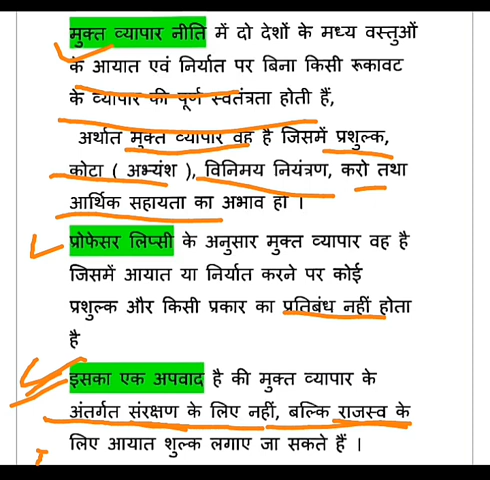 मुक्त व्यापार नीति में दो देशों के मध्य वस्तुओं
के आयात एवं निर्यात पर बिना किसी रूकावट
के व्यापार की पूर्ण स्वतंत्रता होती हैं,
अर्थात मुक्त व्यापार वह है जिसमें प्रशुल्क,
कोटा ( अभ्यंश ), विनिमय नियंत्रण, करो तथा
आर्थिक सहायता का अभाव हो ।
प्रोफेसर लिप्सी के अनुसार मुक्त व्यापार वह है
जिसमें आयात या निर्यात करने पर कोई
प्रशुल्क और किसी प्रकार का प्रतिबंध नहीं होता
है
इसका एक अपवाद है की मुक्त व्यापार के
अंतर्गत संरक्षण के लिए नहीं, बल्कि राजस्व के
लिए आयात शुल्क लगाए जा सकते हैं ।